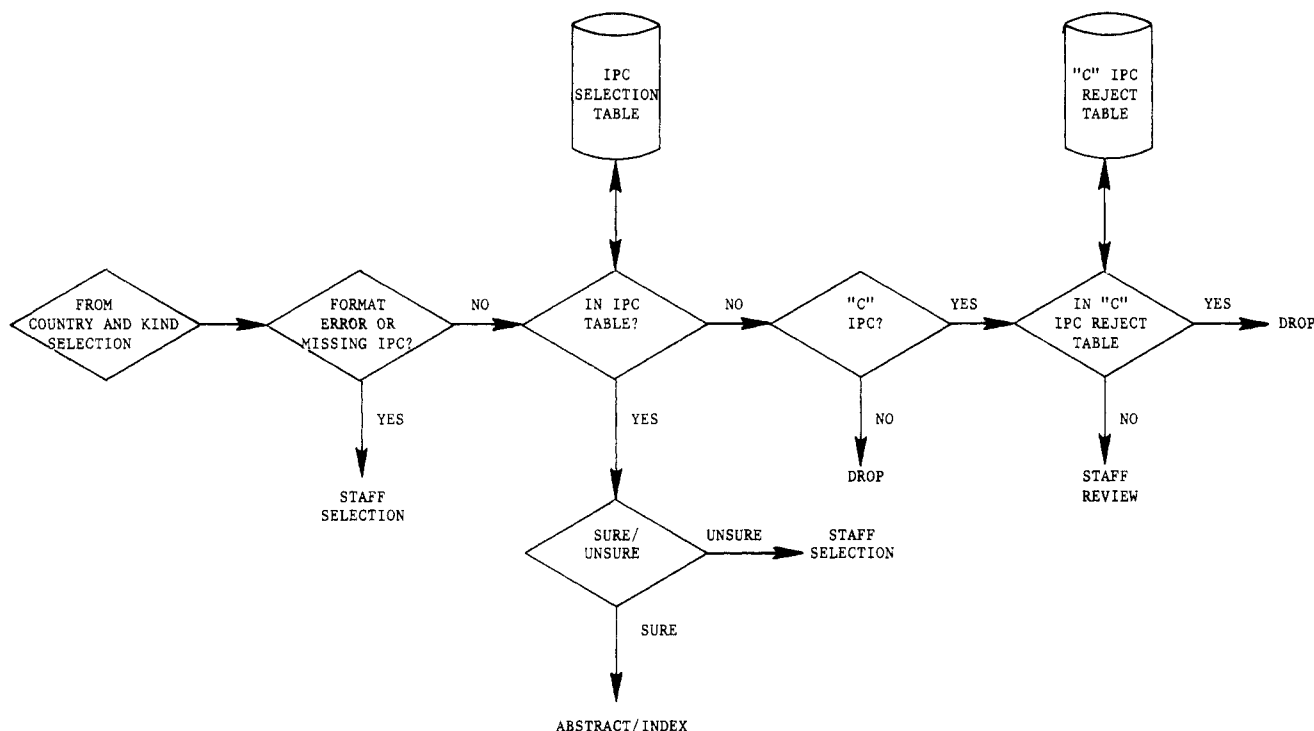 IPC
SELECTION
TABLE
"C" IPC
REJECT
TABLE
FROM
COUNTRY AND KIND
SELECTION
FORMAT
ERROR OR
MISSING IPC?
NO
IN IPC
TABLE?
NO
"C"
IPC?
YES
IN "C"
IPC REJECT
TABLE
YES
DROP
YES
STAFF
SELECTION
YES
NO
DROP
NO
STAFF
REVIEW
SURE/
UNSURE
UNSURE
STAFF
SELECTION
SURE
ABSTRACT/INDEX